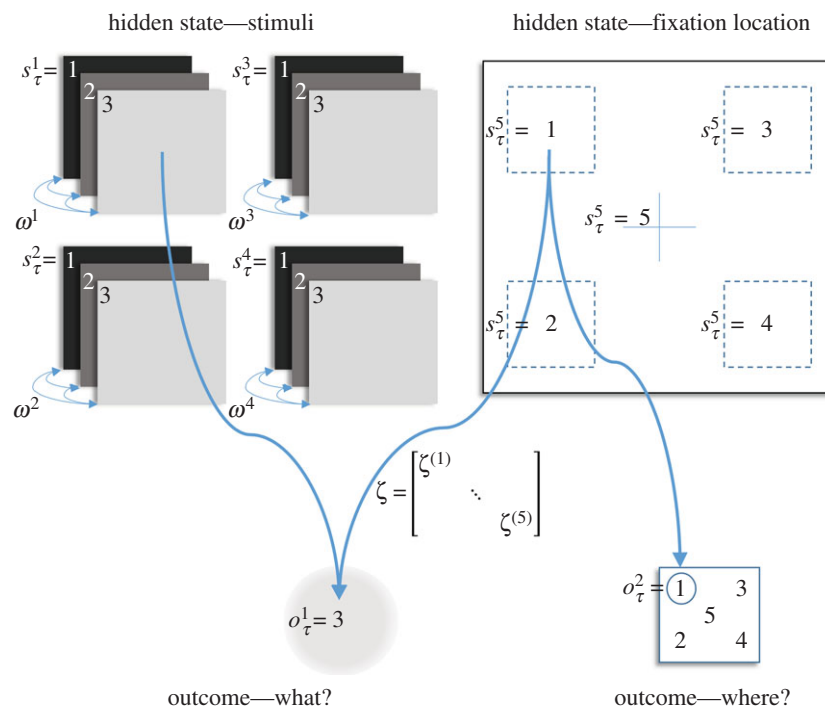 hidden state—stimuli
hidden state—fixation location
s¹τ= 1 2 3
ω¹
s³τ= 1 2 3
ω³
s²τ= 1 2 3
ω²
s⁴τ= 1 2 3
ω⁴
s⁵τ = 1
s⁵τ = 3
s⁵τ = 5
s⁵τ = 2
s⁵τ = 4
ζ = [ζ⁽¹⁾ ⋱ ζ⁽⁵⁾]
o¹τ= 3
o²τ= 1 3
5
2 4
outcome—what?
outcome—where?